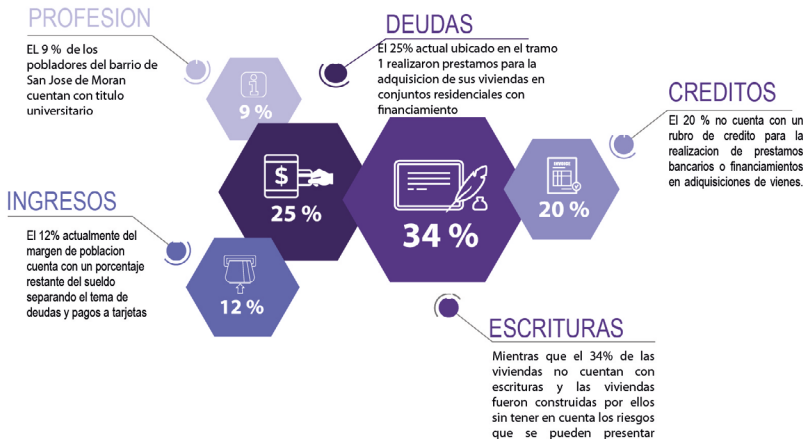 PROFESION
EL 9 % de los
pobladores del barrio de
San Jose de Moran
cuentan con titulo
universitario
9 %
DEUDAS
El 25% actual ubicado en el tramo
1 realizaron prestamos para la
adquisicion de sus viviendas en
conjuntos residenciales con
financiamiento
25 %
$
34 %
CREDITOS
El 20 % no cuenta con un
rubro de credito para la
realizacion de prestamos
bancarios o financiamientos
en adiquisiciones de vienes.
20 %
INGRESOS
El 12% actualmente del
margen de poblacion
cuenta con un porcentaje
restante del sueldo
separando el tema de
deudas y pagos a tarjetas
12 %
ESCRITURAS
Mientras que el 34% de las
viviendas no cuentan con
escrituras y las viviendas
fueron construidas por ellos
sin tener en cuenta los riesgos
que se pueden presentar